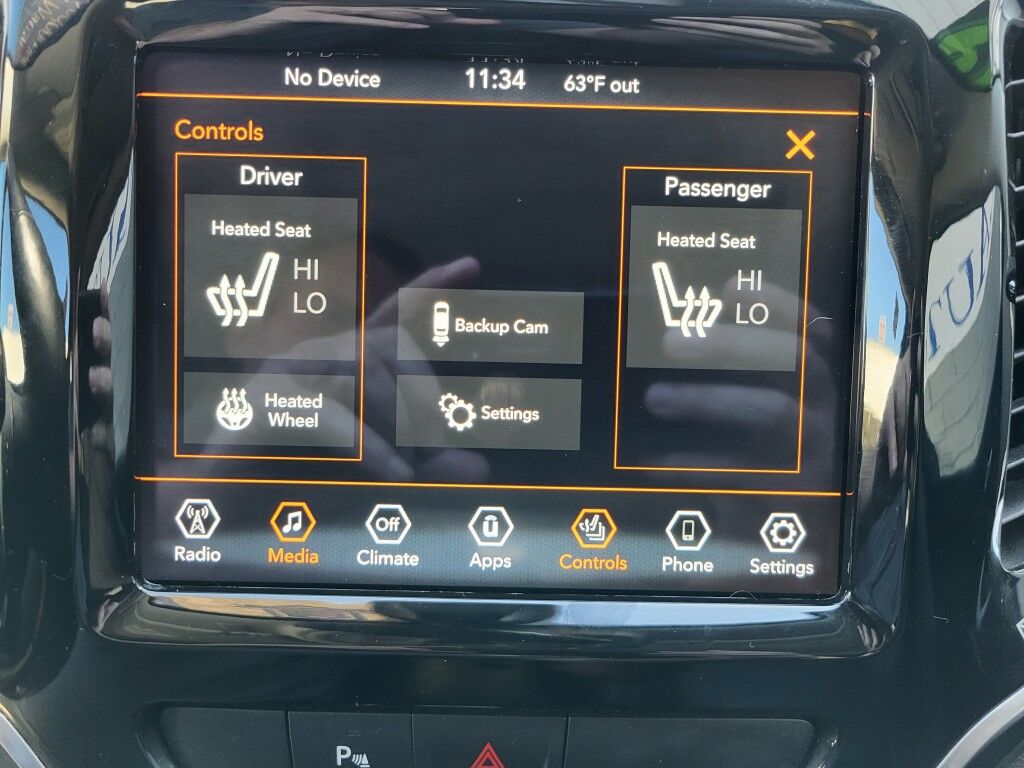 No Device 11:34 63°F out
Controls
Driver
Heated Seat
HI
LO
Heated
Wheel
Backup Cam
Settings
Passenger
Heated Seat
HI
LO
Radio Media Off Climate Apps Controls Phone Settings
P